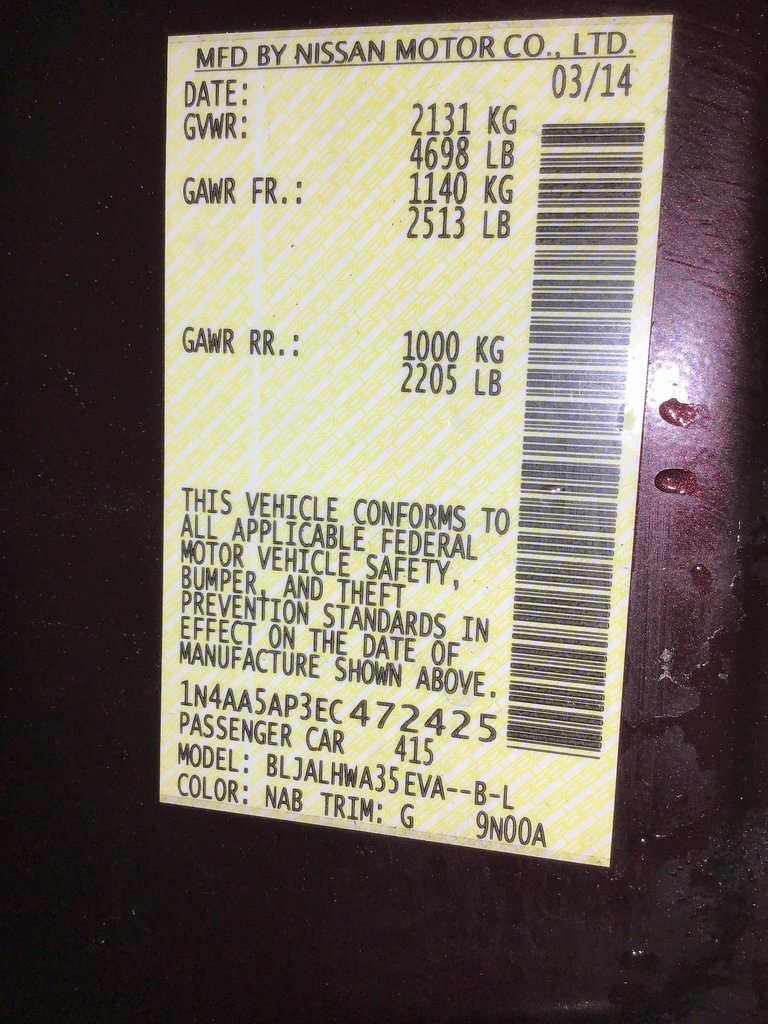 MFD BY NISSAN MOTOR CO., LTD.
DATE: 03/14
GVWR: 2131 KG
4698 LB
GAWR FR.: 1140 KG
2513 LB
GAWR RR.: 1000 KG
2205 LB
THIS VEHICLE CONFORMS TO
ALL APPLICABLE FEDERAL
MOTOR VEHICLE SAFETY,
BUMPER, AND THEFT
PREVENTION STANDARDS IN
EFFECT ON THE DATE OF
MANUFACTURE SHOWN ABOVE.
1N4AA5AP3EC472425
PASSENGER CAR 415
MODEL: BLJALHWA35EVA--B-L
COLOR: NAB TRIM: G 9N00A